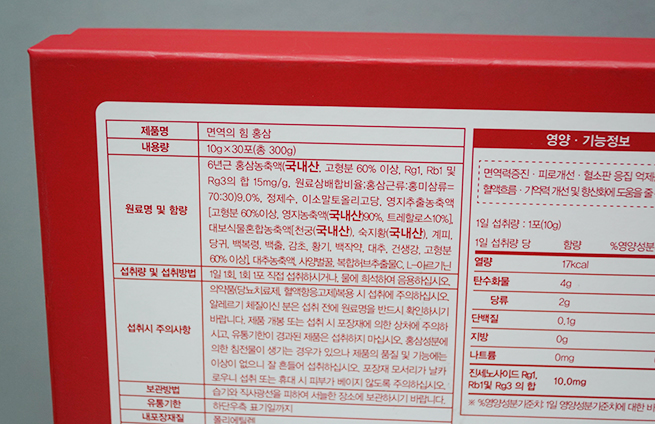 제품명 면역의 힘 홍삼
내용량 10g×30포(총 300g)
원료명 및 함량
6년근 홍삼농축액(국내산, 고형분 60% 이상, Rg1, Rb1 및
Rg3의 합 15mg/g, 원료삼배합비율:홍삼근류:홍미삼류=
70:30)9.0%, 정제수, 이소말토올리고당, 영지추출농축액
[고형분 60%이상, 영지농축액(국내산90%, 트레할로스10%],
대보식물혼합농축액[천궁(국내산), 숙지황(국내산), 계피,
당귀, 백복령, 백출, 감초, 황기, 백작약, 대추, 건생강, 고형분
60% 이상], 대추농축액, 사양벌꿀, 복합허브추출물C, L-아르기닌
섭취량 및 섭취방법 1일 1회, 1회 1포 직접 섭취하시거나, 물에 희석하여 음용하십시오.
섭취시 주의사항
의약품(당뇨치료제, 혈액항응고제)복용 시 섭취에 주의하십시오.
알레르기 체질이신 분은 섭취 전에 원료명을 반드시 확인하시기
바랍니다. 제품 개봉 또는 섭취 시 포장재에 의한 상처에 주의하
시고, 유통기한이 경과된 제품은 섭취하지 마십시오. 홍삼성분에
의한 침전물이 생기는 경우가 있으나 제품의 품질 및 기능에는
이상이 없으니 잘 흔들어 섭취하십시오. 포장재 모서리가 날카
로우니 섭취 또는 휴대 시 피부가 베이지 않도록 주의하십시오.
보관방법 습기와 직사광선을 피하여 서늘한 장소에 보관하시기 바랍니다.
유통기한 하단우측 표기일까지
내포장재질 폴리에틸렌
영양 · 기능정보
면역력증진 · 피로개선 · 혈소판 응집 억제
혈액흐름 · 기억력 개선 및 항산화에 도움을 줄
1일 섭취량 : 1포(10g)
1일 섭취량 당 함량 %영양성분
열량 17kcal
탄수화물 4g
당류 2g
단백질 0.1g
지방 0g
나트륨 0mg
진세노사이드 Rg1,
Rb1및 Rg3 의 합 10.0mg
※ %영양성분기준치: 1일 영양성분기준치에 대한 비